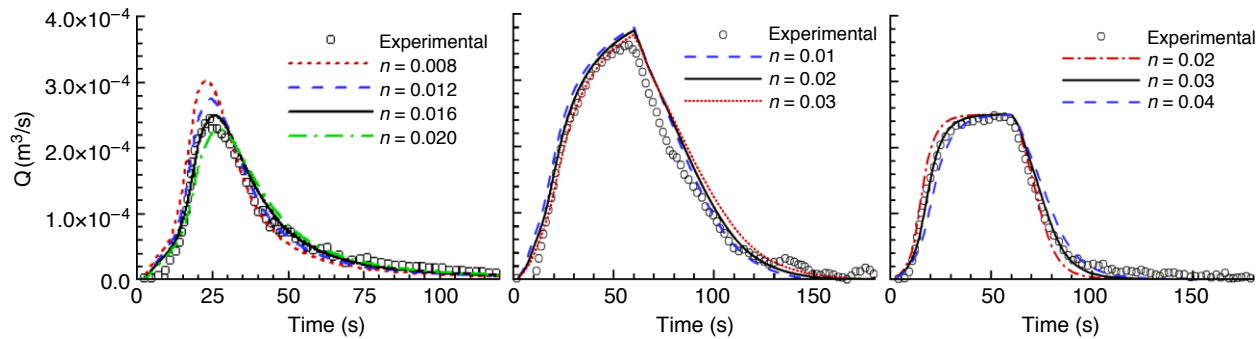 Q (m³/s)
4.0×10⁻⁴
3.0×10⁻⁴
2.0×10⁻⁴
1.0×10⁻⁴
0.0
0 25 50 75 100
Time (s)
Experimental
n = 0.008
n = 0.012
n = 0.016
n = 0.020
0 50 100 150
Time (s)
Experimental
n = 0.01
n = 0.02
n = 0.03
0 50 100 150
Time (s)
Experimental
n = 0.02
n = 0.03
n = 0.04